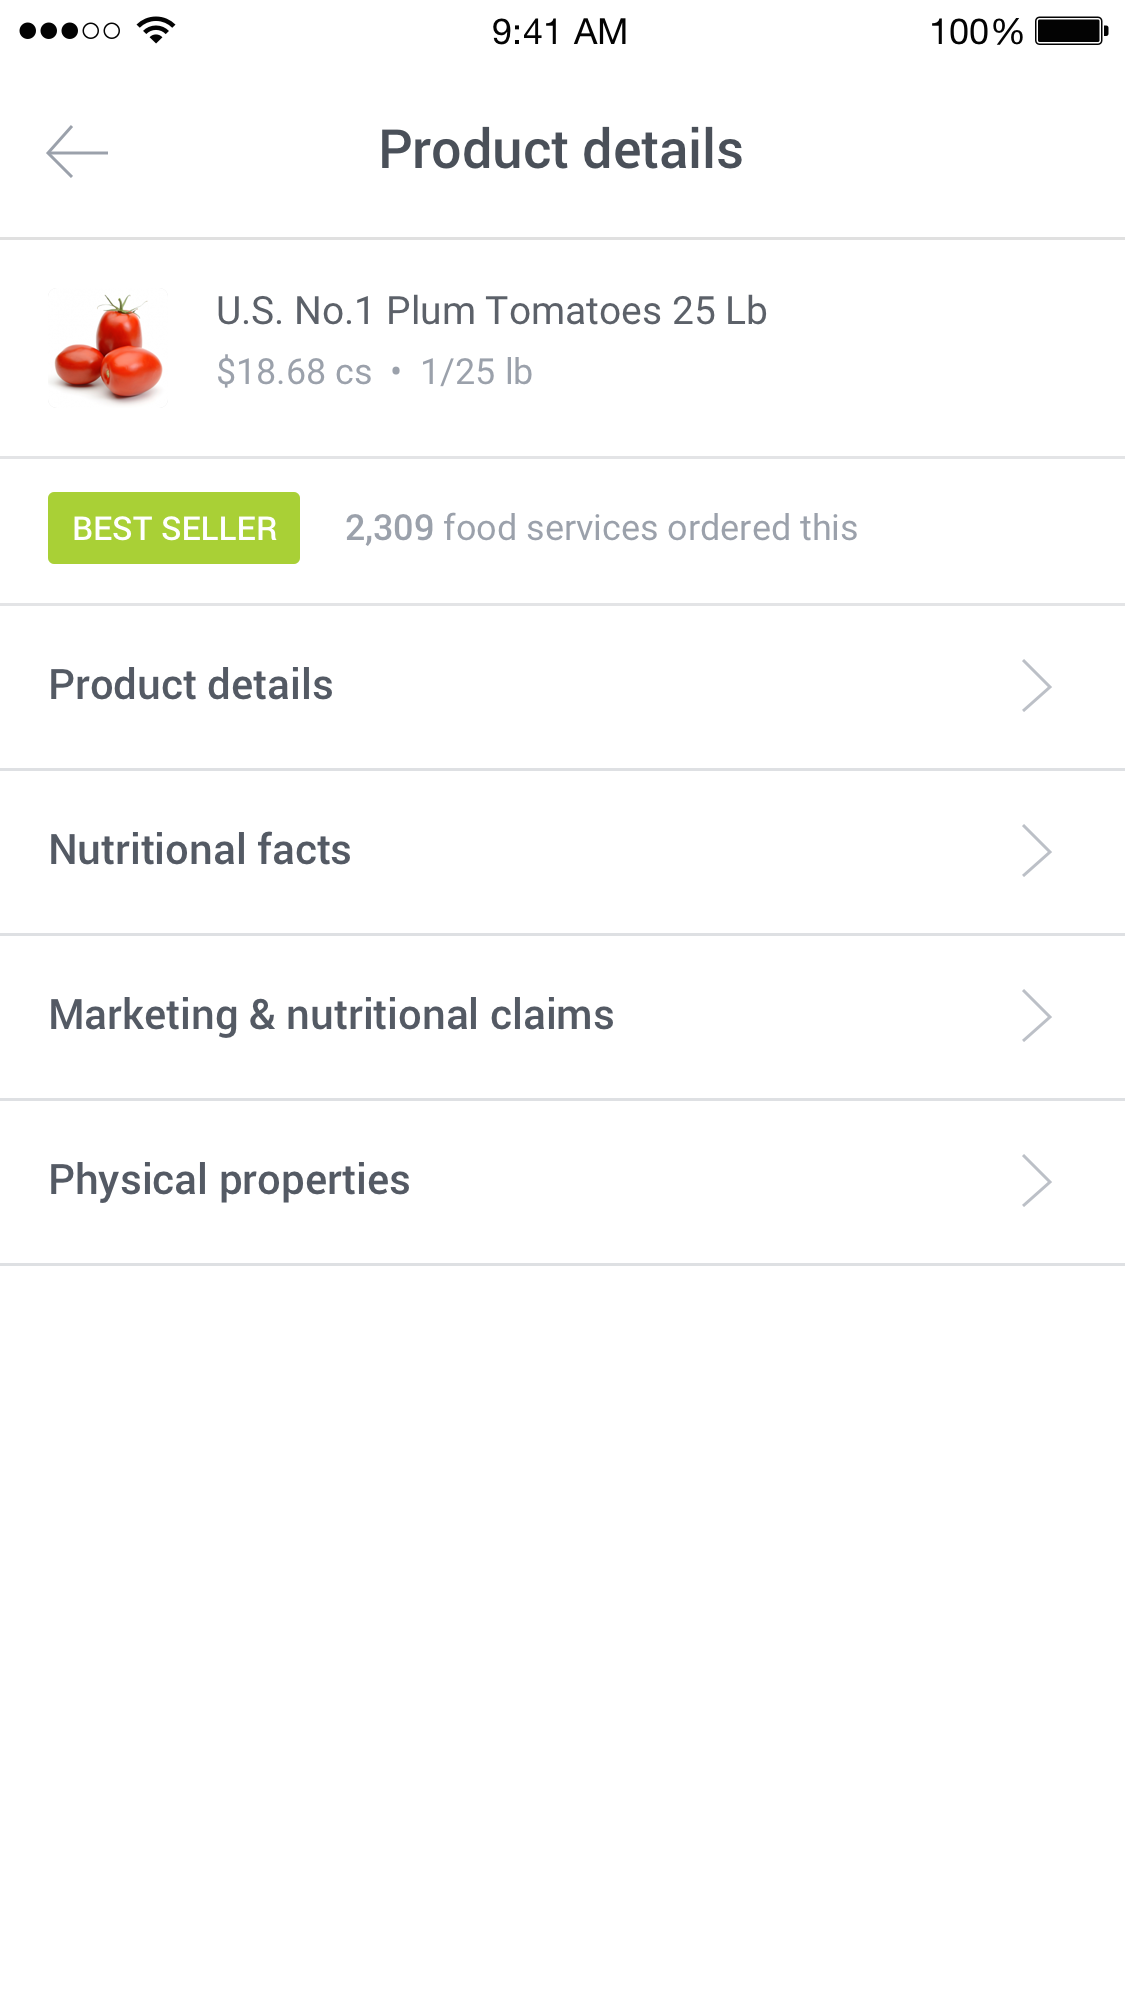 9:41 AM
100%
Product details
U.S. No.1 Plum Tomatoes 25 Lb
$18.68 cs • 1/25 lb
BEST SELLER
2,309 food services ordered this
Product details
Nutritional facts
Marketing & nutritional claims
Physical properties